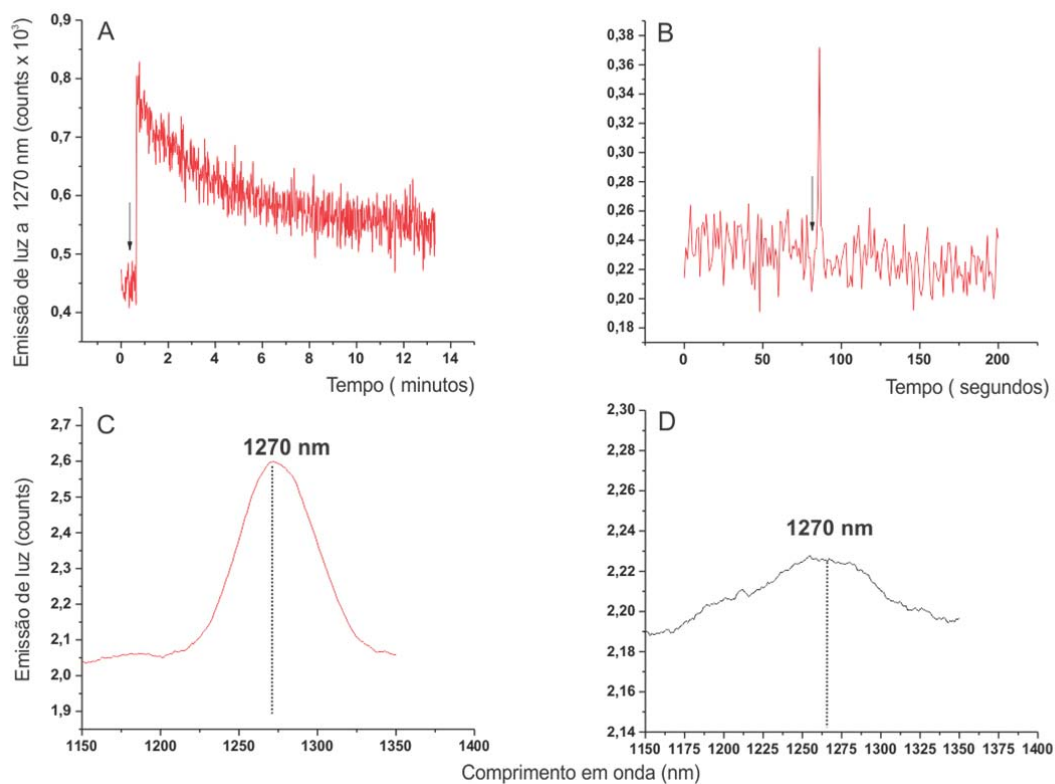 A
Emissão de luz a 1270 nm (counts x 10³)
0,9
0,8
0,7
0,6
0,5
0,4
0 2 4 6 8 10 12 14
Tempo ( minutos)
B
0,38
0,36
0,34
0,32
0,30
0,28
0,26
0,24
0,22
0,20
0,18
0 50 100 150 200
Tempo ( segundos)
C
1270 nm
Emissão de luz (counts)
2,7
2,6
2,5
2,4
2,3
2,2
2,1
2,0
1,9
1150 1200 1250 1300 1350 1400
D
1270 nm
2,30
2,28
2,26
2,24
2,22
2,20
2,18
2,16
2,14
1150 1175 1200 1225 1250 1275 1300 1325 1350 1375 1400
Comprimento em onda (nm)